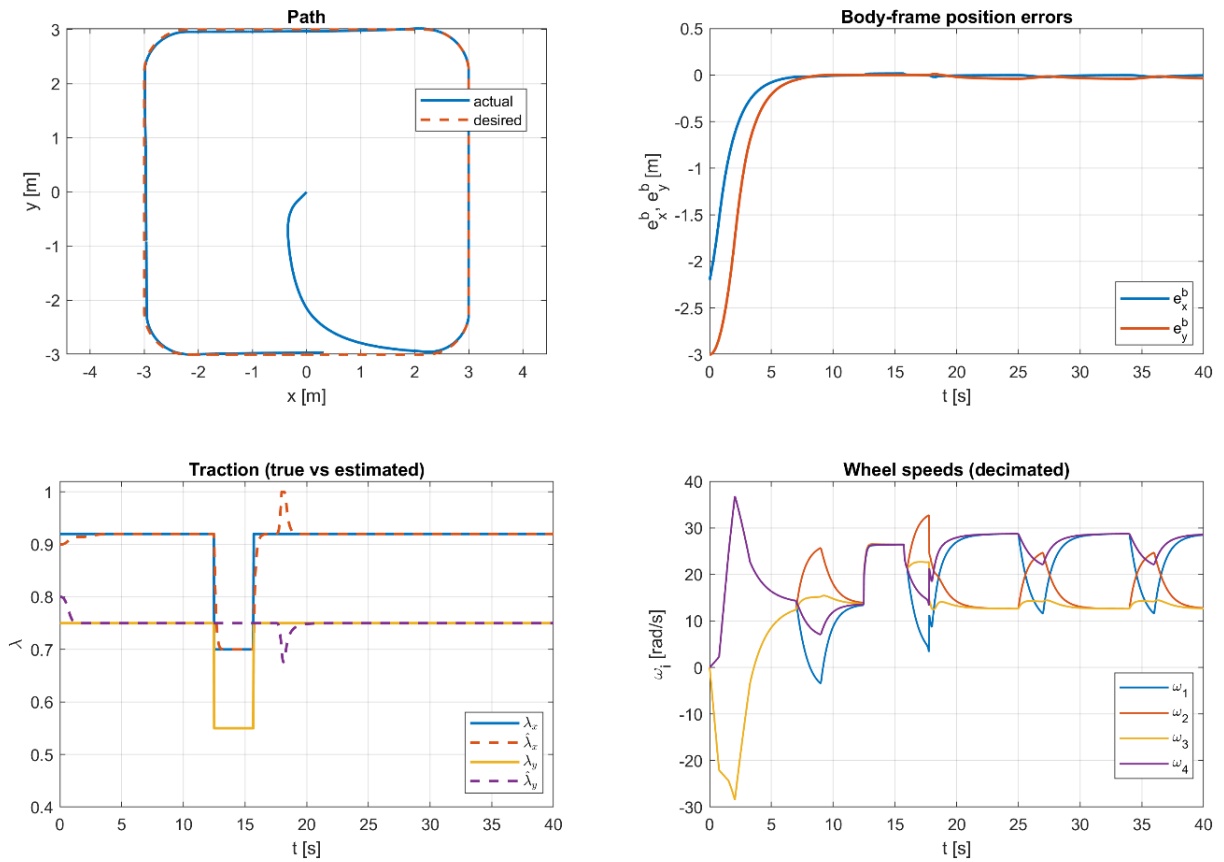 Path
3
2
1
0
-1
-2
-3
y [m]
actual
desired
-4 -3 -2 -1 0 1 2 3 4
x [m]
Body-frame position errors
0.5
0
-0.5
-1
-1.5
-2
-2.5
-3
e_x^b, e_y^b [m]
e_x^b
e_y^b
0 5 10 15 20 25 30 35 40
t [s]
Traction (true vs estimated)
1
0.9
0.8
0.7
0.6
0.5
0.4
λ
λ_x
λ̂_x
λ_y
λ̂_y
0 5 10 15 20 25 30 35 40
t [s]
Wheel speeds (decimated)
40
30
20
10
0
-10
-20
-30
ω_i [rad/s]
ω_1
ω_2
ω_3
ω_4
0 5 10 15 20 25 30 35 40
t [s]